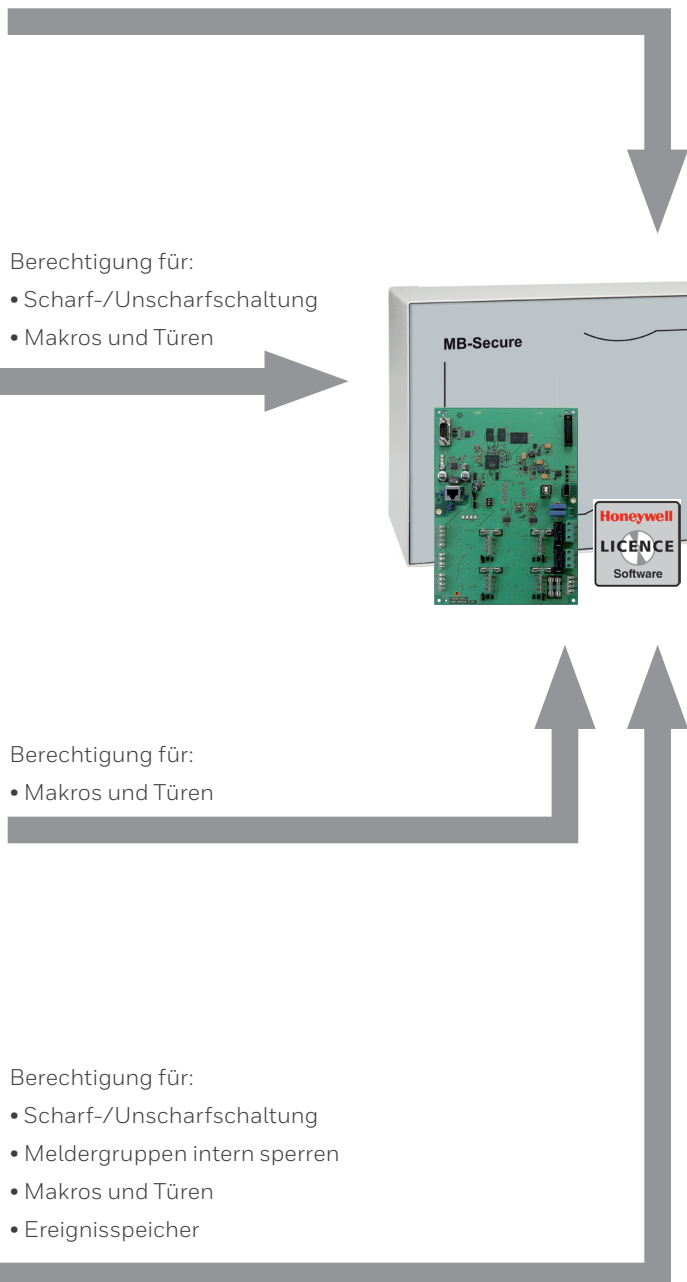 Berechtigung für:
• Scharf-/Unscharfschaltung
• Makros und Türen
MB-Secure
Honeywell
LICENCE
Software
Berechtigung für:
• Makros und Türen
Berechtigung für:
• Scharf-/Unscharfschaltung
• Meldergruppen intern sperren
• Makros und Türen
• Ereignisspeicher